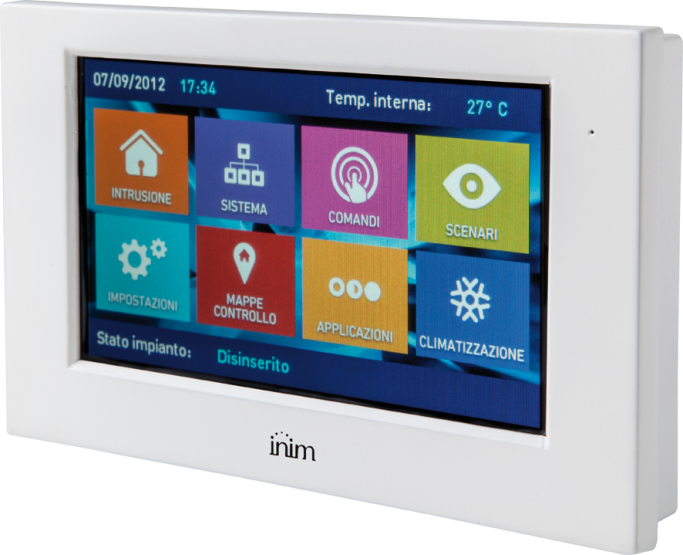 07/09/2012 17:34 Temp. interna: 27° C
INTRUSIONE
SISTEMA
COMANDI
SCENARI
IMPOSTAZIONI
MAPPE
CONTROLLO
APPLICAZIONI
CLIMATIZZAZIONE
Stato impianto: Disinserito
inim